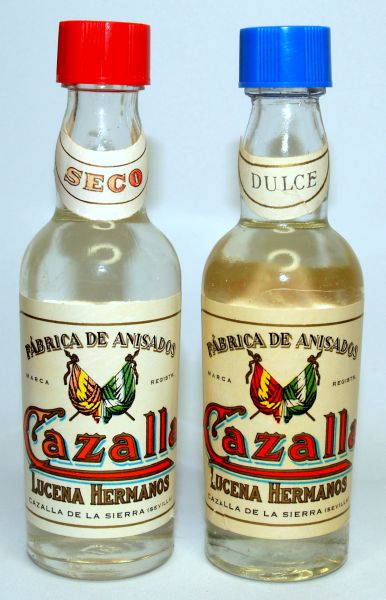 SECO
FÁBRICA DE ANISADOS
MARCA REGISTR.
Cazalla
LUCENA HERMANOS
CAZALLA DE LA SIERRA (SEVILLA)
DULCE
FÁBRICA DE ANISADOS
MARCA REGISTR.
Cazalla
LUCENA HERMANOS
CAZALLA DE LA SIERRA (SEVILLA)